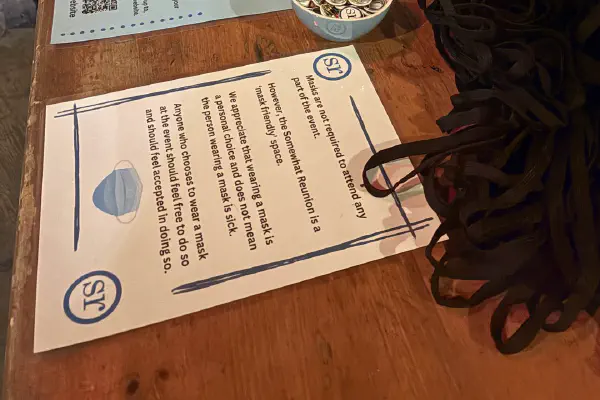 sr
Masks are not required to attend any
part of the event.
However, the Somewhat Reunion is a
'mask friendly' space.
We appreciate that wearing a mask is
a personal choice and does not mean
the person wearing a mask is sick.
Anyone who chooses to wear a mask
at the event should feel free to do so
and should feel accepted in doing so.
sr
your
website